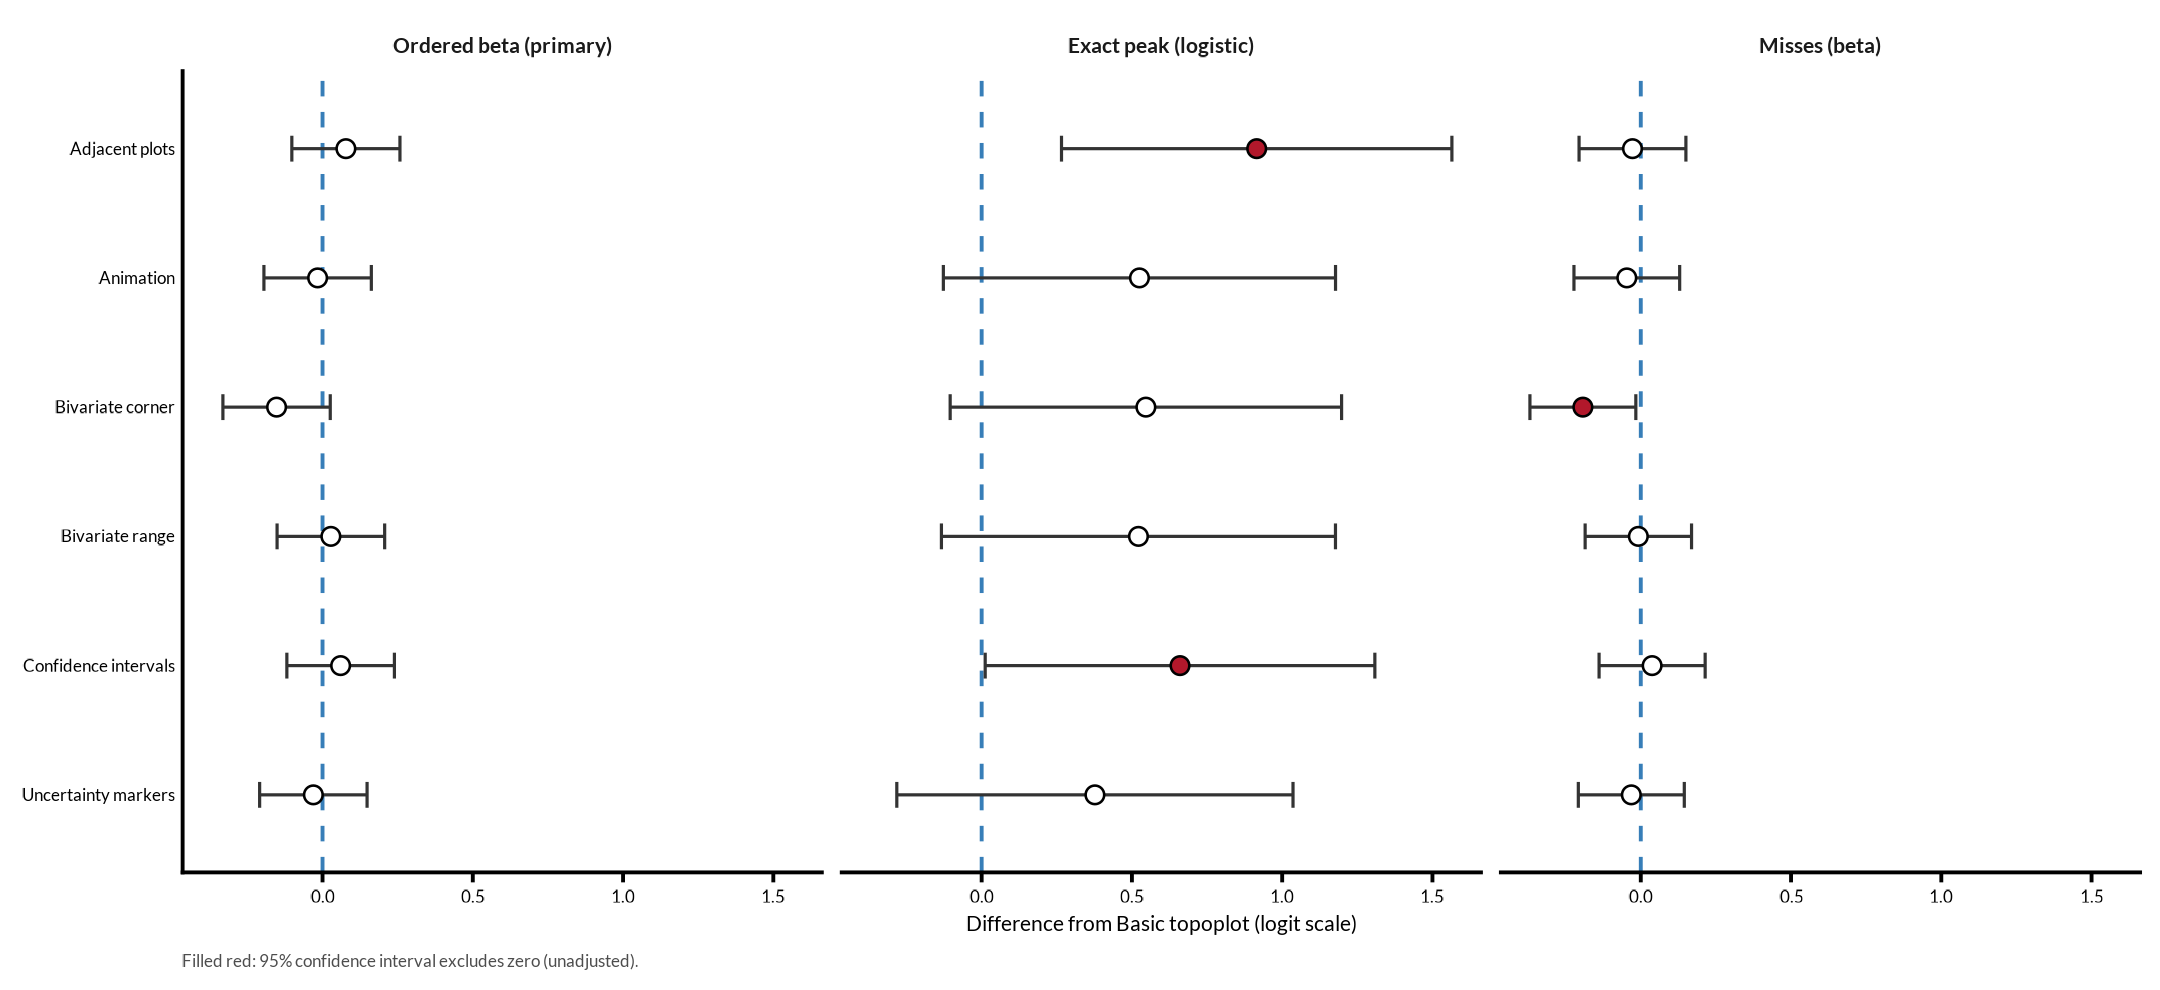 Ordered beta (primary)
Exact peak (logistic)
Misses (beta)
Adjacent plots
Animation
Bivariate corner
Bivariate range
Confidence intervals
Uncertainty markers
0.0 0.5 1.0 1.5
0.0 0.5 1.0 1.5
0.0 0.5 1.0 1.5
Difference from Basic topoplot (logit scale)
Filled red: 95% confidence interval excludes zero (unadjusted).